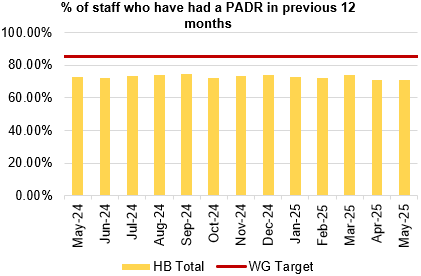 % of staff who have had a PADR in previous 12
months
100.00%
80.00%
60.00%
40.00%
20.00%
0.00%
May-24
Jun-24
Jul-24
Aug-24
Sep-24
Oct-24
Nov-24
Dec-24
Jan-25
Feb-25
Mar-25
Apr-25
May-25
HB Total
WG Target